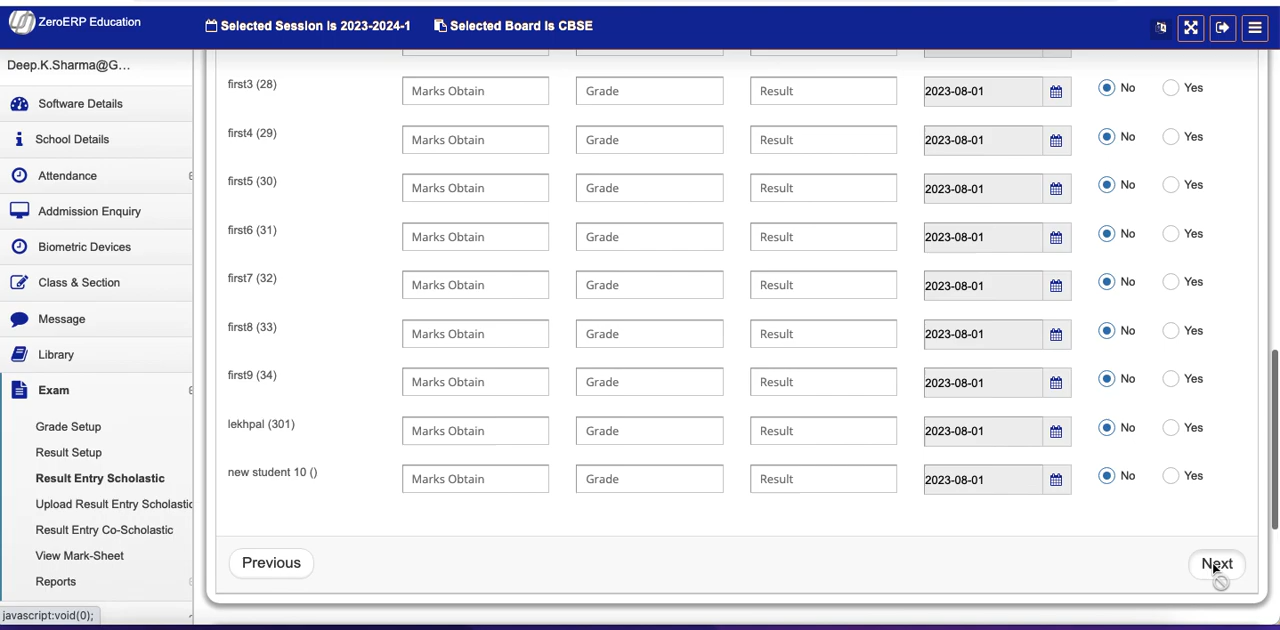 ZeroERP Education
Selected Session is 2023-2024-1
Selected Board Is CBSE
Deep.K.Sharma@G...
Software Details
School Details
Attendance
Addmission Enquiry
Biometric Devices
Class & Section
Message
Library
Exam
Grade Setup
Result Setup
Result Entry Scholastic
Upload Result Entry Scholastic
Result Entry Co-Scholastic
View Mark-Sheet
Reports
javascript:void(0);
first3 (28) Marks Obtain Grade Result 2023-08-01 No Yes
first4 (29) Marks Obtain Grade Result 2023-08-01 No Yes
first5 (30) Marks Obtain Grade Result 2023-08-01 No Yes
first6 (31) Marks Obtain Grade Result 2023-08-01 No Yes
first7 (32) Marks Obtain Grade Result 2023-08-01 No Yes
first8 (33) Marks Obtain Grade Result 2023-08-01 No Yes
first9 (34) Marks Obtain Grade Result 2023-08-01 No Yes
lekhpal (301) Marks Obtain Grade Result 2023-08-01 No Yes
new student 10 () Marks Obtain Grade Result 2023-08-01 No Yes
Previous
Next